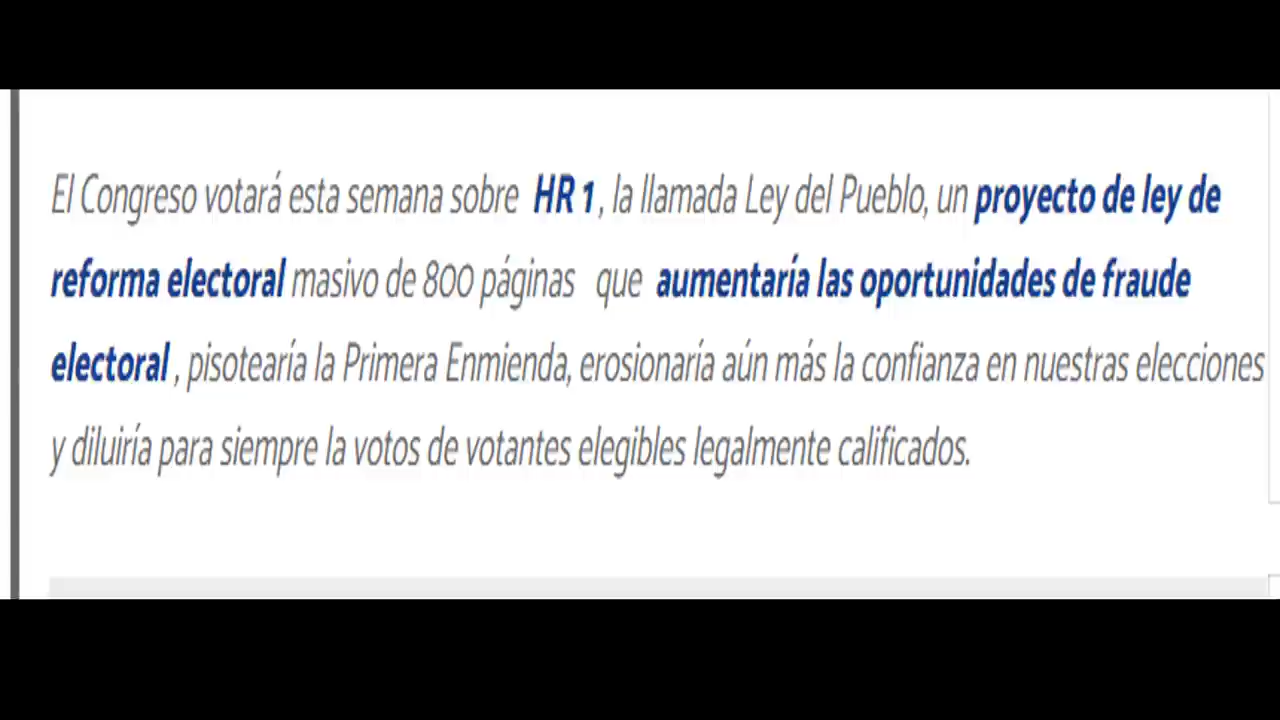 El Congreso votará esta semana sobre HR 1, la llamada Ley del Pueblo, un proyecto de ley de
reforma electoral masivo de 800 páginas que aumentaría las oportunidades de fraude
electoral , pisotearía la Primera Enmienda, erosionaría aún más la confianza en nuestras elecciones
y diluiría para siempre la votos de votantes elegibles legalmente calificados.